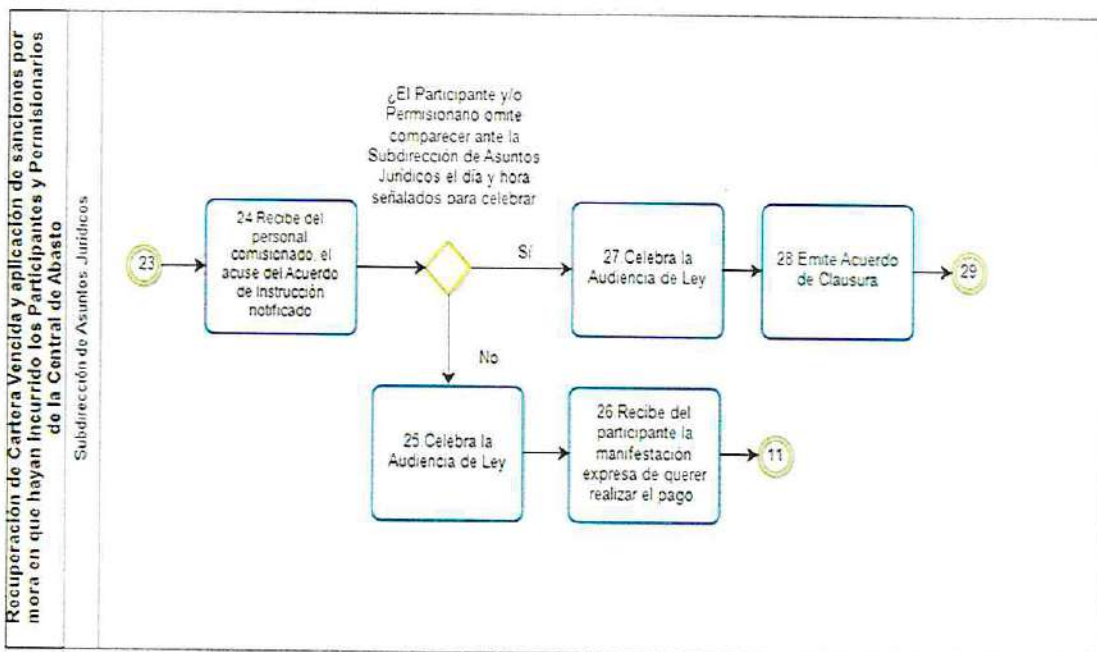 Recuperación de Cartera Vencida y aplicación de sanciones por
mora en que hayan Incurrido los Participantes y Permisionarios
de la Central de Abasto
Subdirección de Asuntos Jurídicos
23
24 Recibe del
personal
comisionado, el
acuse del Acuerdo
de Instrucción
notificado
¿El Participante y/o
Permisionario omite
comparecer ante la
Subdirección de Asuntos
Jurídicos el día y hora
señalados para celebrar
Sí
27 Celebra la
Audiencia de Ley
28 Emite Acuerdo
de Clausura
29
No
25 Celebra la
Audiencia de Ley
26 Recibe del
participante la
manifestación
expresa de querer
realizar el pago
11